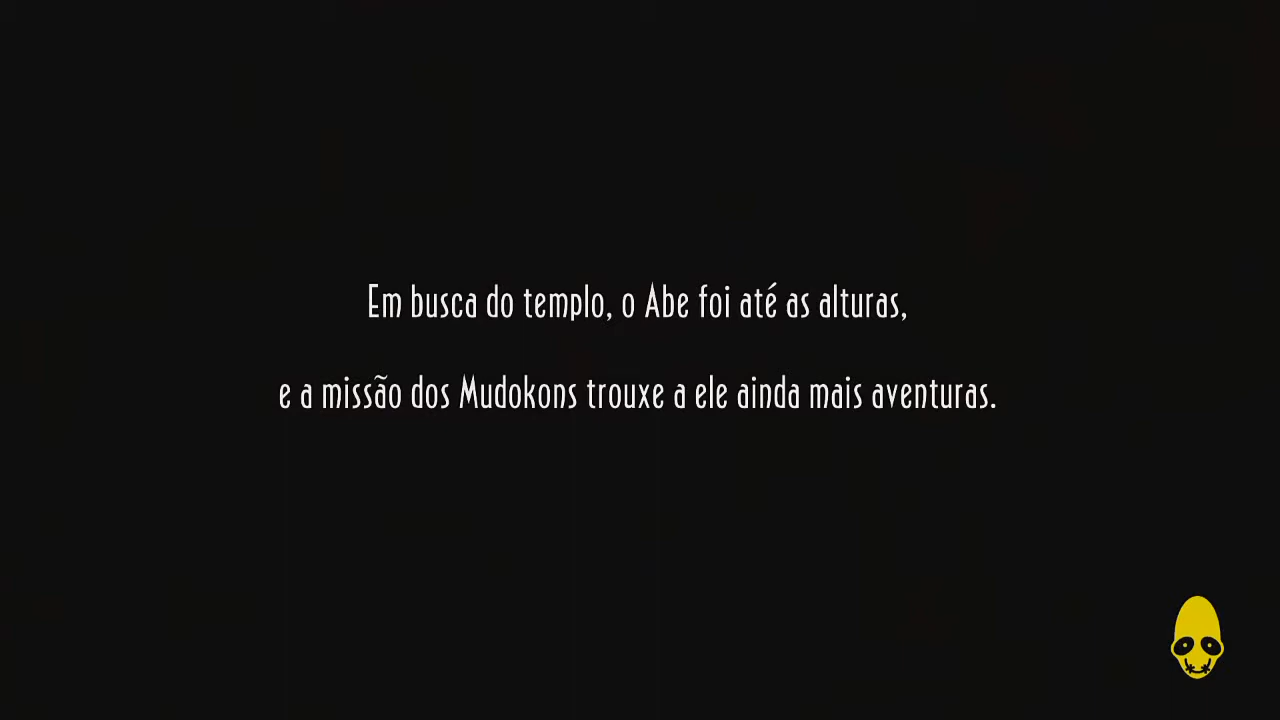 Em busca do templo, o Abe foi até as alturas,
e a missão dos Mudokons trouxe a ele ainda mais aventuras.